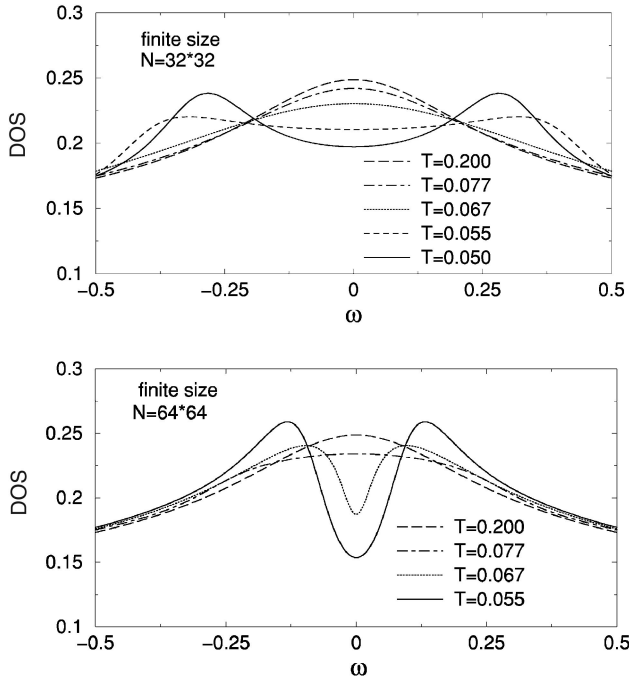 0.3
finite size
N=32*32
0.25
DOS
0.2
T=0.200
T=0.077
0.15
T=0.067
T=0.055
T=0.050
0.1
−0.5 −0.25 0 0.25 0.5
ω
0.3
finite size
N=64*64
0.25
DOS
0.2
T=0.200
T=0.077
0.15
T=0.067
T=0.055
0.1
−0.5 −0.25 0 0.25 0.5
ω